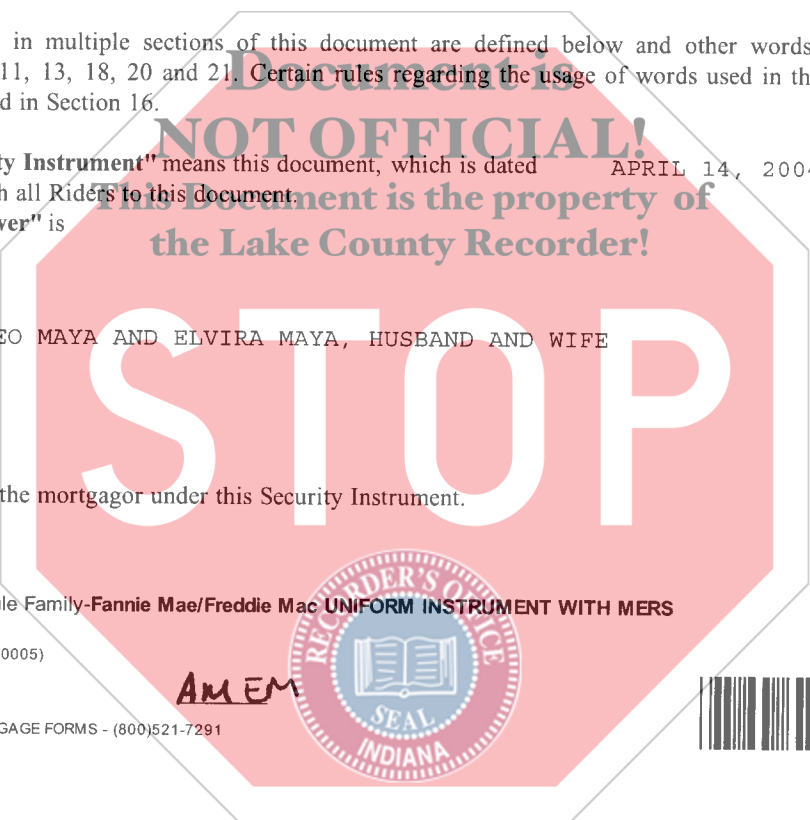 in multiple sections of this document are defined below and other words
11, 13, 18, 20 and 21. Certain rules regarding the usage of words used in th
d in Section 16.
Document is
NOT OFFICIAL!
This Document is the property of
the Lake County Recorder!
ty Instrument" means this document, which is dated APRIL 14, 2004
h all Riders to this document.
wer" is
STOP
EO MAYA AND ELVIRA MAYA, HUSBAND AND WIFE
the mortgagor under this Security Instrument.
le Family-Fannie Mae/Freddie Mac UNIFORM INSTRUMENT WITH MERS
0005)
AM EM
GAGE FORMS - (800)521-7291
RECORDER'S OFFICE
SEAL
INDIANA